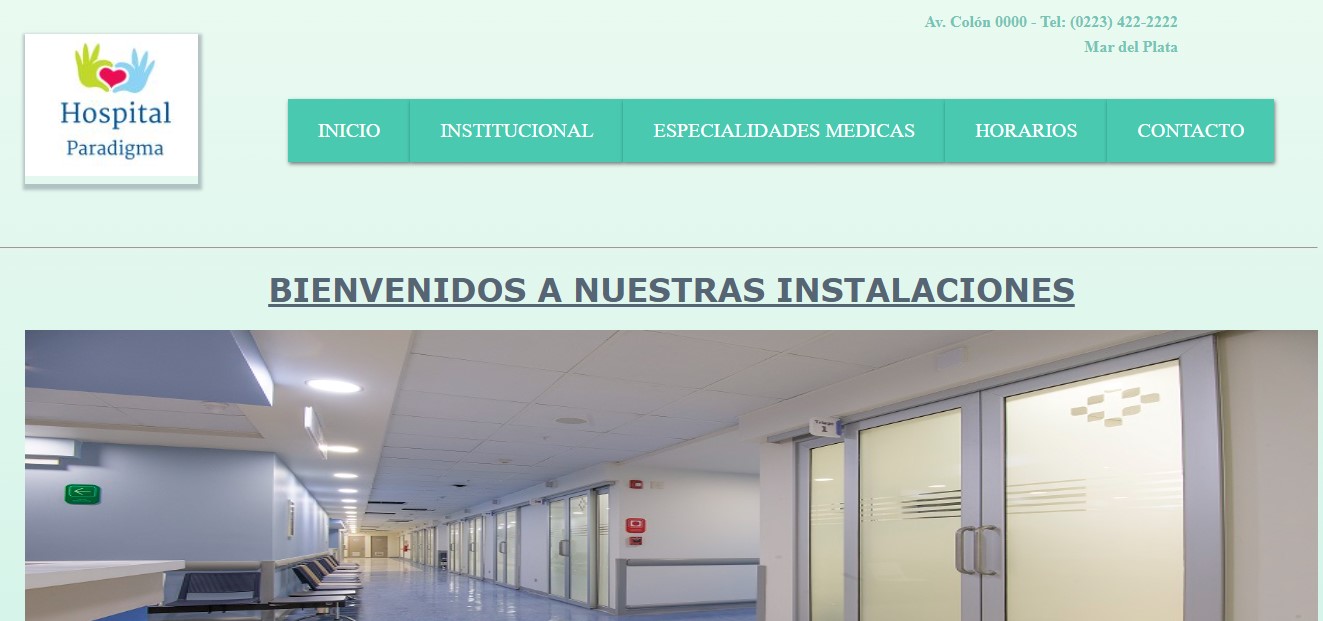 Av. Colón 0000 - Tel: (0223) 422-2222
Mar del Plata
Hospital
Paradigma
INICIO INSTITUCIONAL ESPECIALIDADES MEDICAS HORARIOS CONTACTO
BIENVENIDOS A NUESTRAS INSTALACIONES
1